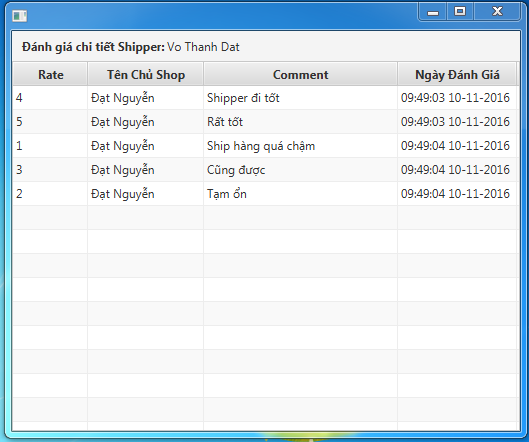 Đánh giá chi tiết Shipper: Vo Thanh Dat
Rate Tên Chủ Shop Comment Ngày Đánh Giá
4 Đạt Nguyễn Shipper đi tốt 09:49:03 10-11-2016
5 Đạt Nguyễn Rất tốt 09:49:03 10-11-2016
1 Đạt Nguyễn Ship hàng quá chậm 09:49:04 10-11-2016
3 Đạt Nguyễn Cũng được 09:49:04 10-11-2016
2 Đạt Nguyễn Tạm ổn 09:49:04 10-11-2016